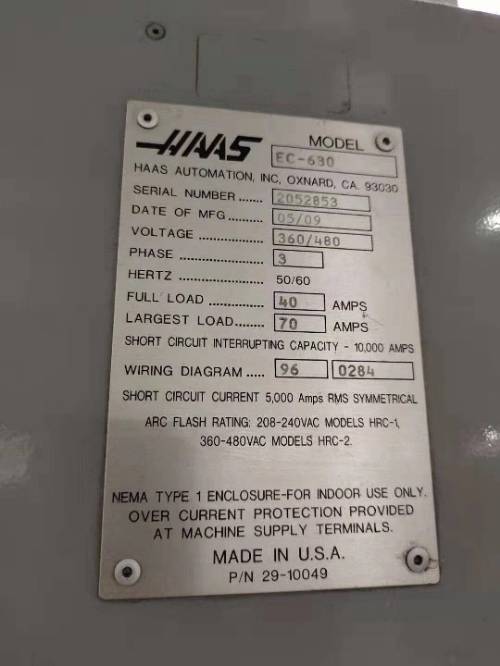 HAAS MODEL EC-630
HAAS AUTOMATION, INC. OXNARD, CA. 93030
SERIAL NUMBER ....... 2052853
DATE OF MFG .......... 05/09
VOLTAGE ................... 360/480
PHASE ........................ 3
HERTZ ....................... 50/60
FULL LOAD ................ 40 AMPS
LARGEST LOAD........ 70 AMPS
SHORT CIRCUIT INTERRUPTING CAPACITY - 10,000 AMPS
WIRING DIAGRAM ..... 96 0284
SHORT CIRCUIT CURRENT 5,000 Amps RMS SYMMETRICAL
ARC FLASH RATING: 208-240VAC MODELS HRC-1,
360-480VAC MODELS HRC-2.
NEMA TYPE 1 ENCLOSURE-FOR INDOOR USE ONLY.
OVER CURRENT PROTECTION PROVIDED
AT MACHINE SUPPLY TERMINALS.
MADE IN U.S.A.
P/N 29-10049